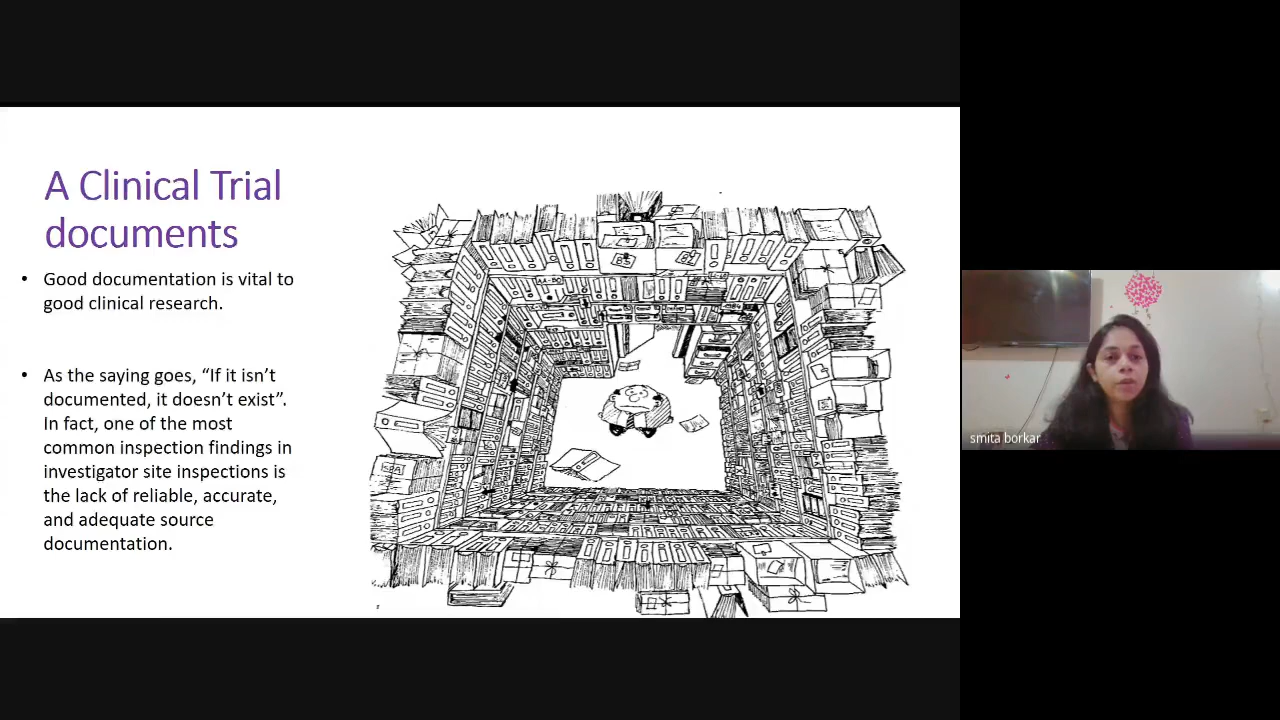 A Clinical Trial
documents
• Good documentation is vital to
good clinical research.
• As the saying goes, “If it isn’t
documented, it doesn’t exist”.
In fact, one of the most
common inspection findings in
investigator site inspections is
the lack of reliable, accurate,
and adequate source
documentation.
smita borkar